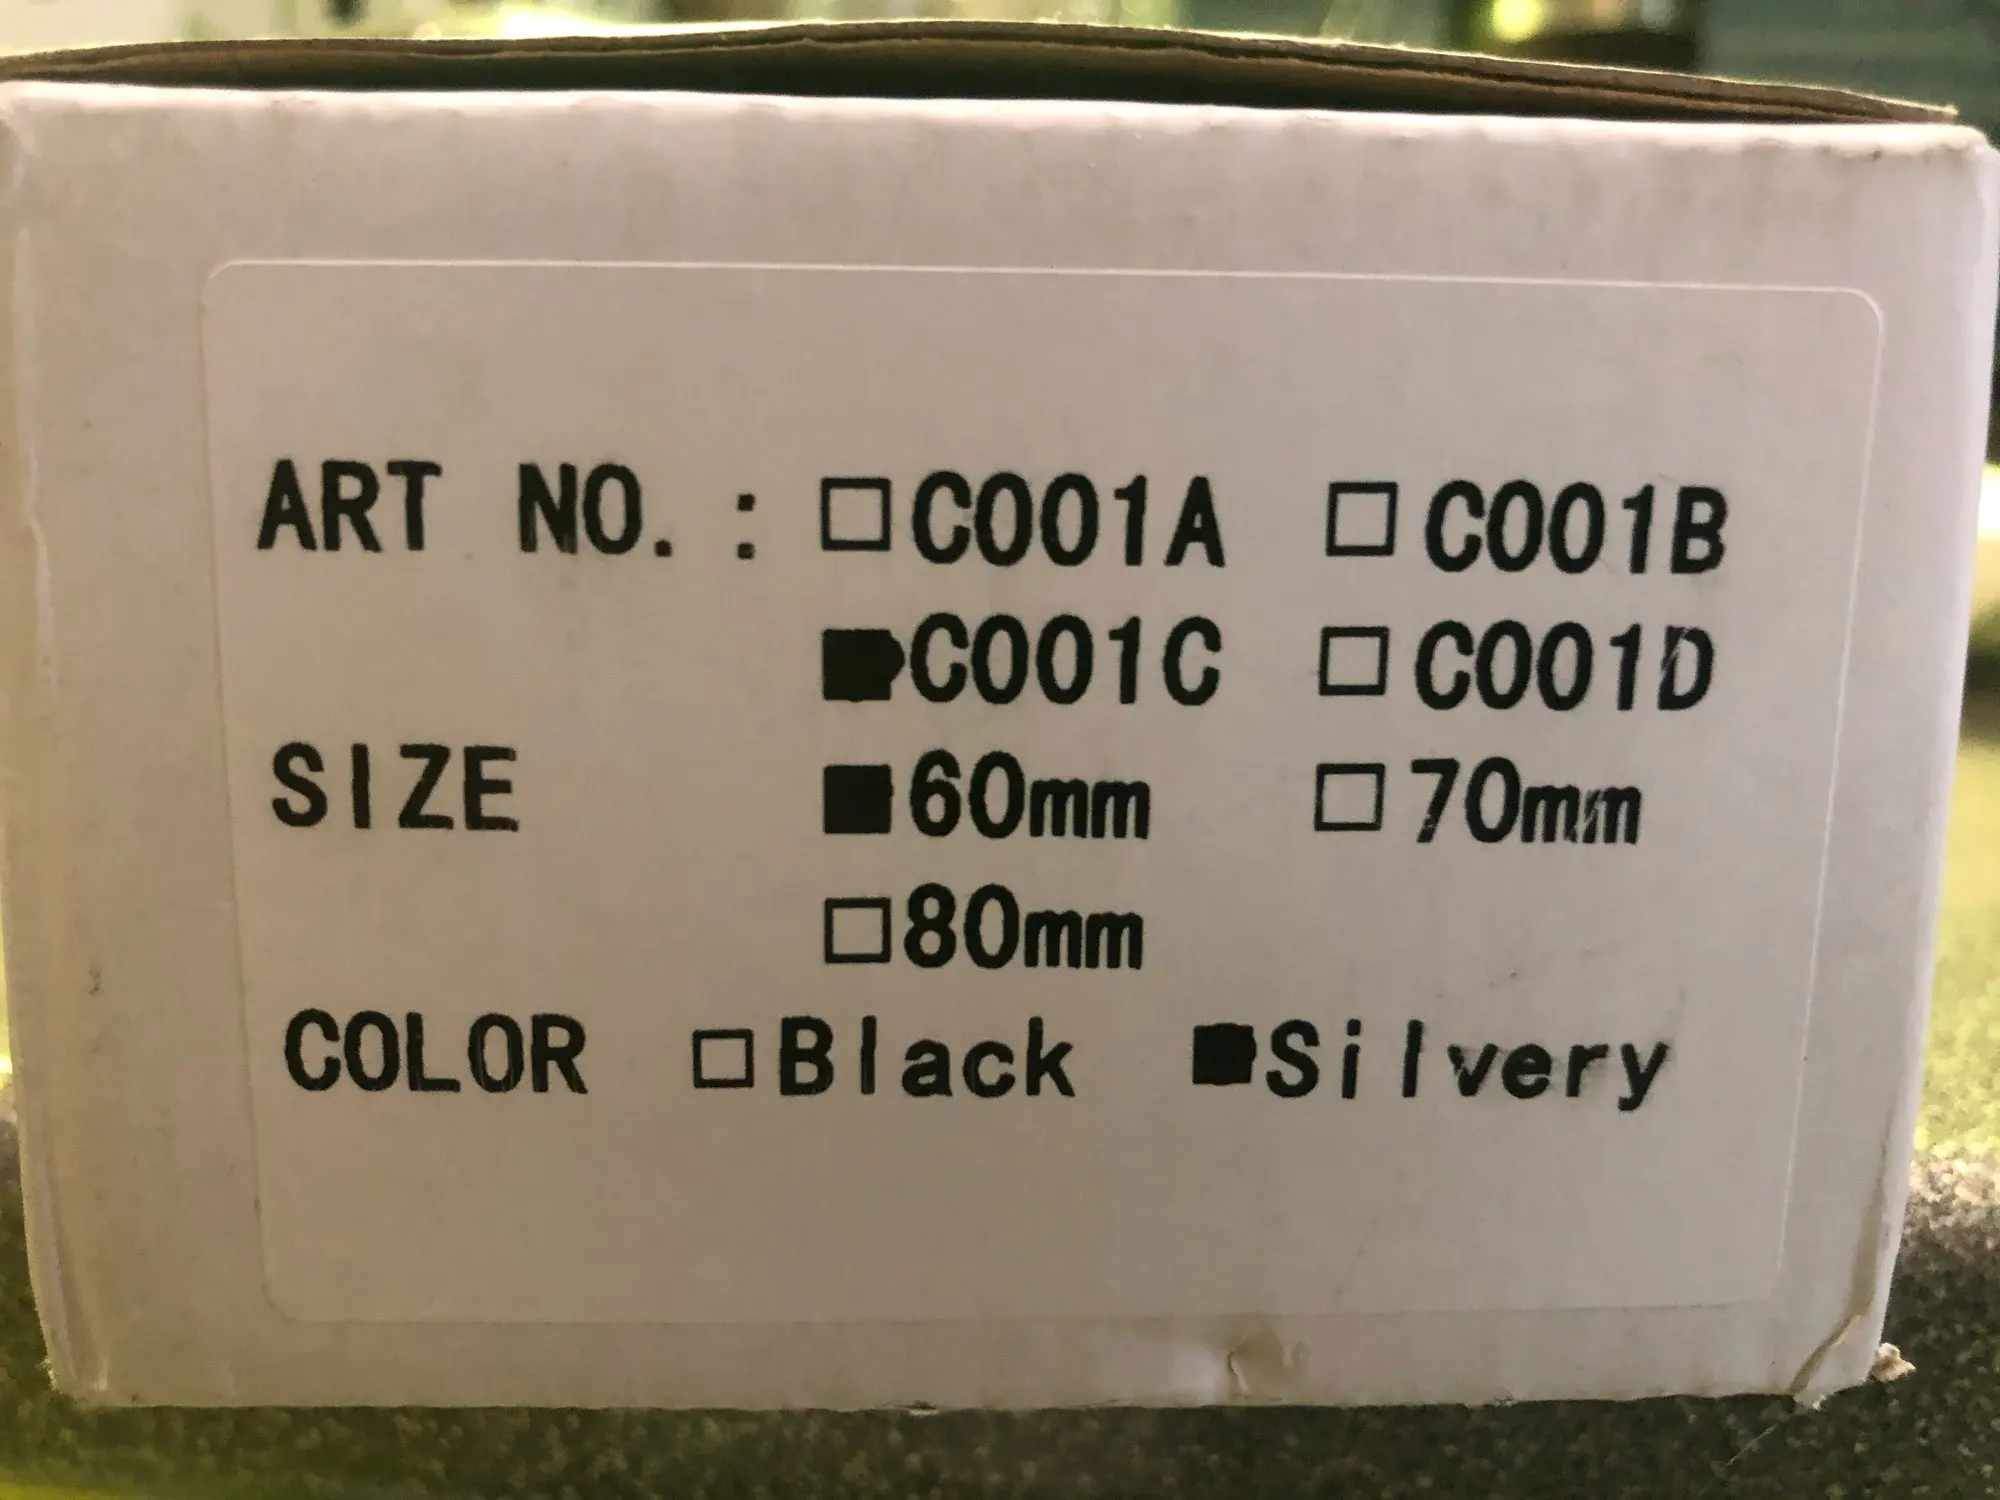 ART NO.: □C001A □C001B
■C001C □C001D
SIZE ■60mm □70mm
□80mm
COLOR □Black ■Silvery